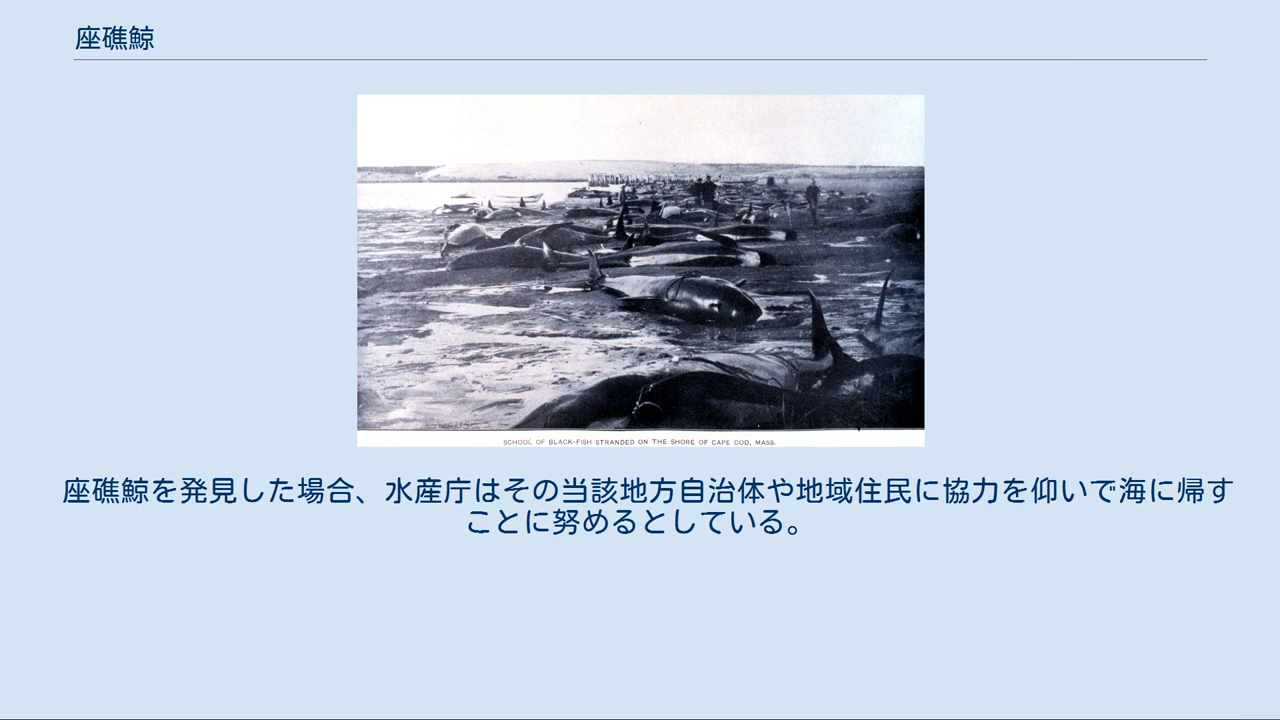 座礁鯨
SCHOOL OF BLACK-FISH STRANDED ON THE SHORE OF CAPE COD, MASS.
座礁鯨を発見した場合、水産庁はその当該地方自治体や地域住民に協力を仰いで海に帰す
ことに努めるとしている。